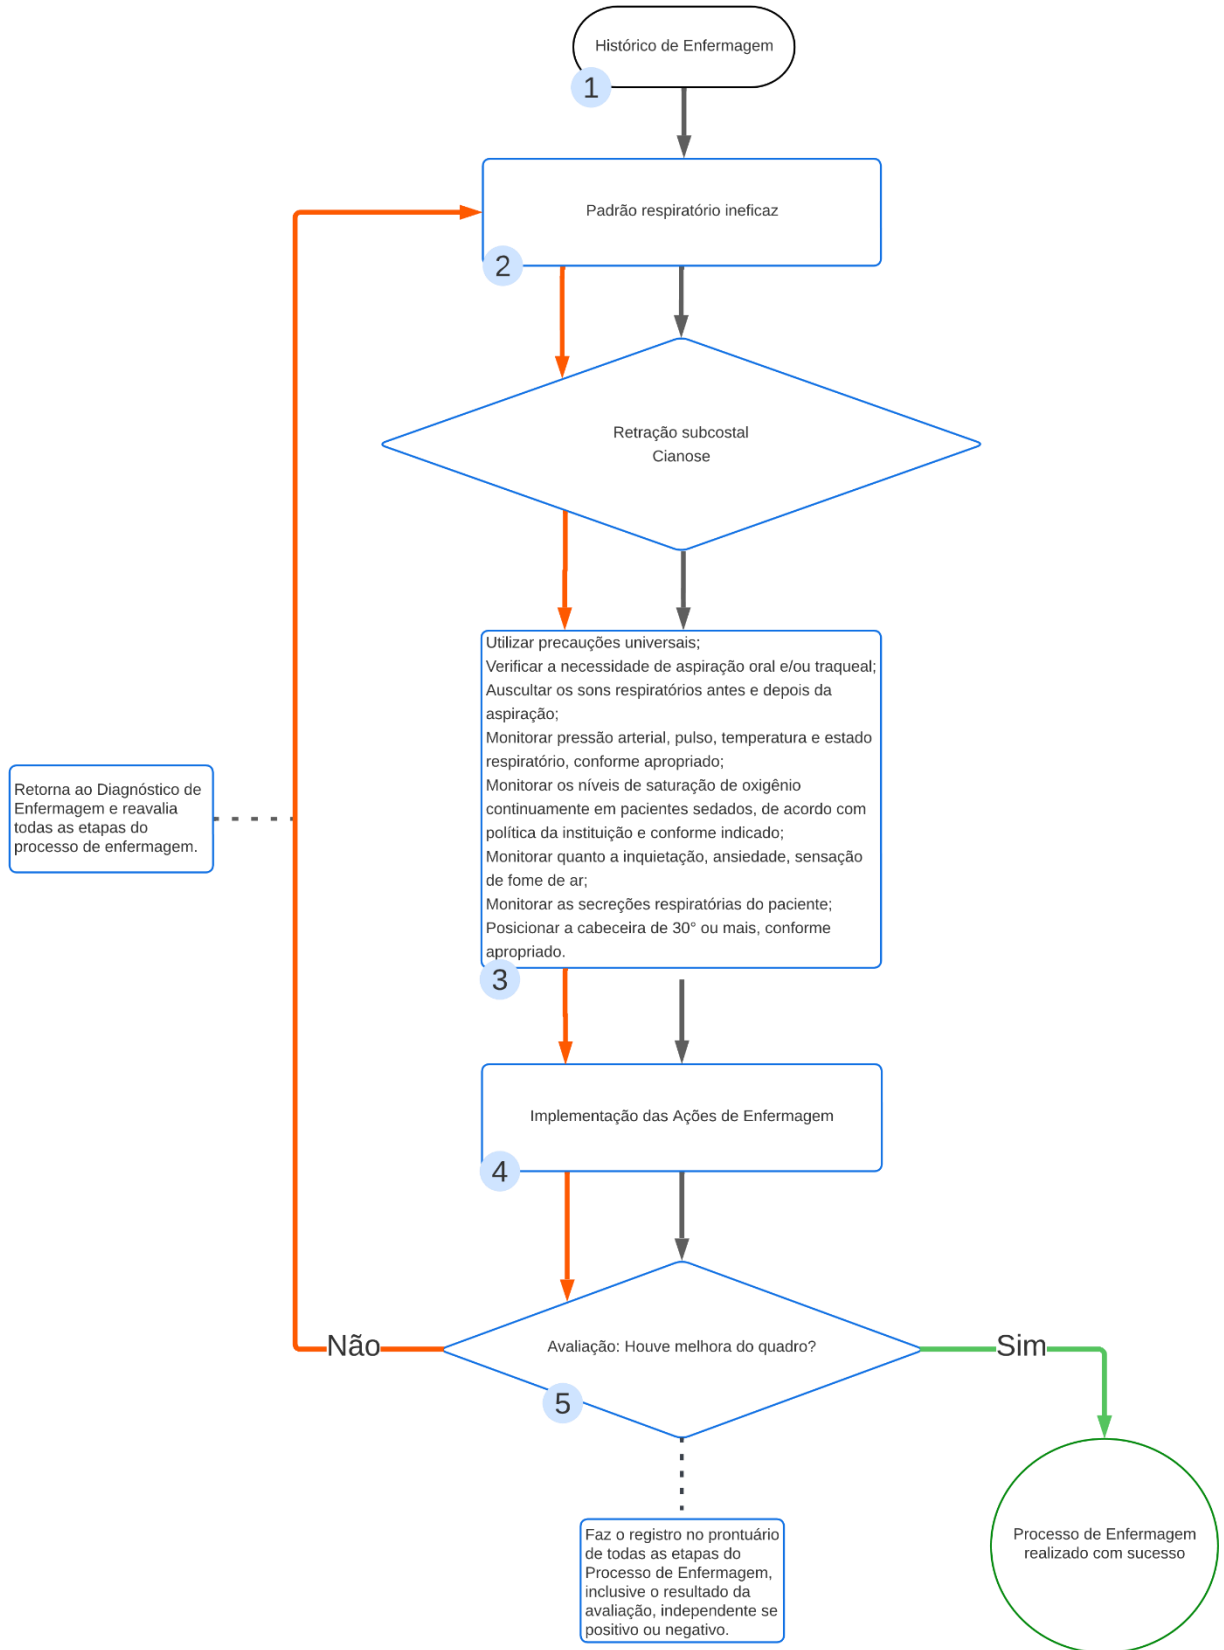 Histórico de Enfermagem
1
Padrão respiratório ineficaz
2
Retração subcostal
Cianose
Utilizar precauções universais;
Verificar a necessidade de aspiração oral e/ou traqueal;
Auscultar os sons respiratórios antes e depois da
aspiração;
Monitorar pressão arterial, pulso, temperatura e estado
respiratório, conforme apropriado;
Monitorar os níveis de saturação de oxigênio
continuamente em pacientes sedados, de acordo com
política da instituição e conforme indicado;
Monitorar quanto a inquietação, ansiedade, sensação
de fome de ar;
Monitorar as secreções respiratórias do paciente;
Posicionar a cabeceira de 30° ou mais, conforme
apropriado.
3
Retorna ao Diagnóstico de
Enfermagem e reavalia
todas as etapas do
processo de enfermagem.
Implementação das Ações de Enfermagem
4
Avaliação: Houve melhora do quadro?
5
Não
Sim
Faz o registro no prontuário
de todas as etapas do
Processo de Enfermagem,
inclusive o resultado da
avaliação, independente se
positivo ou negativo.
Processo de Enfermagem
realizado com sucesso